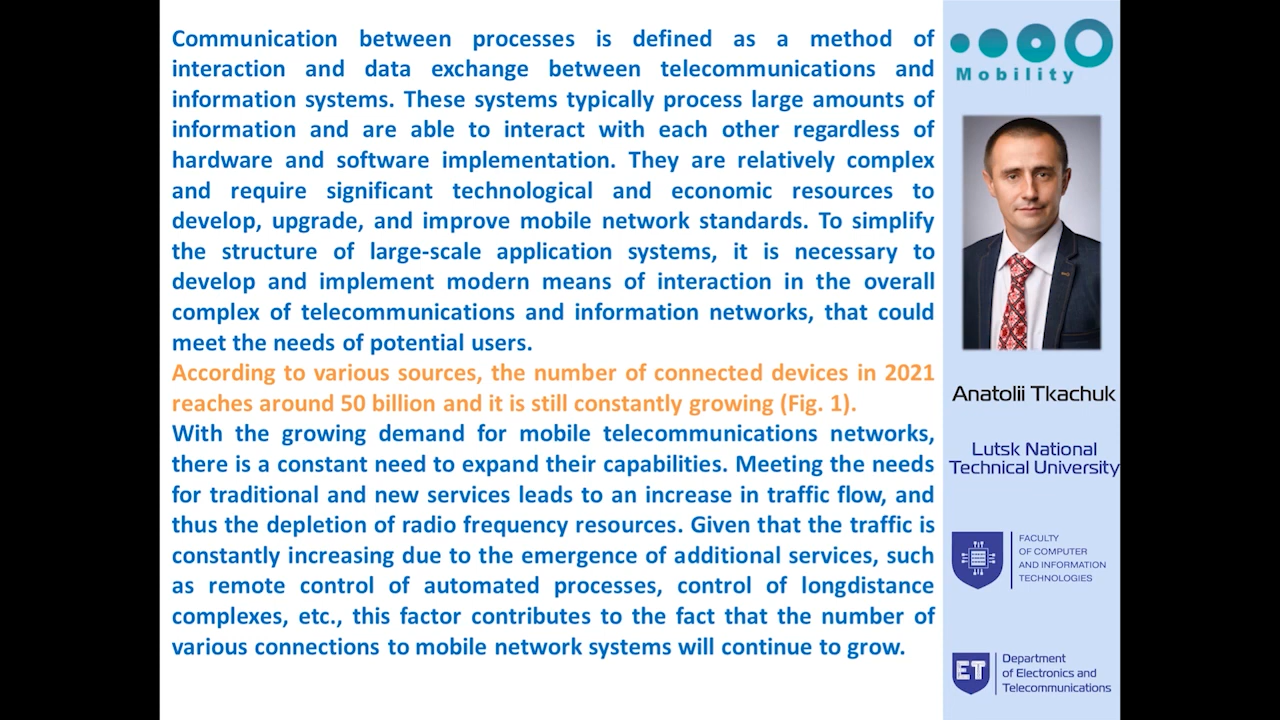 Communication between processes is defined as a method of
interaction and data exchange between telecommunications and
information systems. These systems typically process large amounts of
information and are able to interact with each other regardless of
hardware and software implementation. They are relatively complex
and require significant technological and economic resources to
develop, upgrade, and improve mobile network standards. To simplify
the structure of large-scale application systems, it is necessary to
develop and implement modern means of interaction in the overall
complex of telecommunications and information networks, that could
meet the needs of potential users.
According to various sources, the number of connected devices in 2021
reaches around 50 billion and it is still constantly growing (Fig. 1).
With the growing demand for mobile telecommunications networks,
there is a constant need to expand their capabilities. Meeting the needs
for traditional and new services leads to an increase in traffic flow, and
thus the depletion of radio frequency resources. Given that the traffic is
constantly increasing due to the emergence of additional services, such
as remote control of automated processes, control of longdistance
complexes, etc., this factor contributes to the fact that the number of
various connections to mobile network systems will continue to grow.
Mobility
Anatolii Tkachuk
Lutsk National
Technical University
FACULTY
OF COMPUTER
AND INFORMATION
TECHNOLOGIES
ET
Department
of Electronics and
Telecommunications